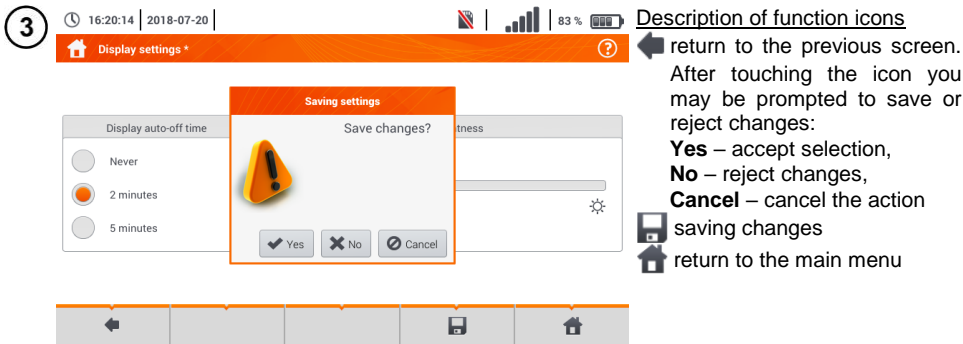 3
16:20:14 2018-07-20 83 %
Display settings *
?
Saving settings
Save changes?
Display auto-off time
tness
Never
2 minutes
5 minutes
Yes No Cancel
Description of function icons
return to the previous screen.
After touching the icon you
may be prompted to save or
reject changes:
Yes – accept selection,
No – reject changes,
Cancel – cancel the action
saving changes
return to the main menu